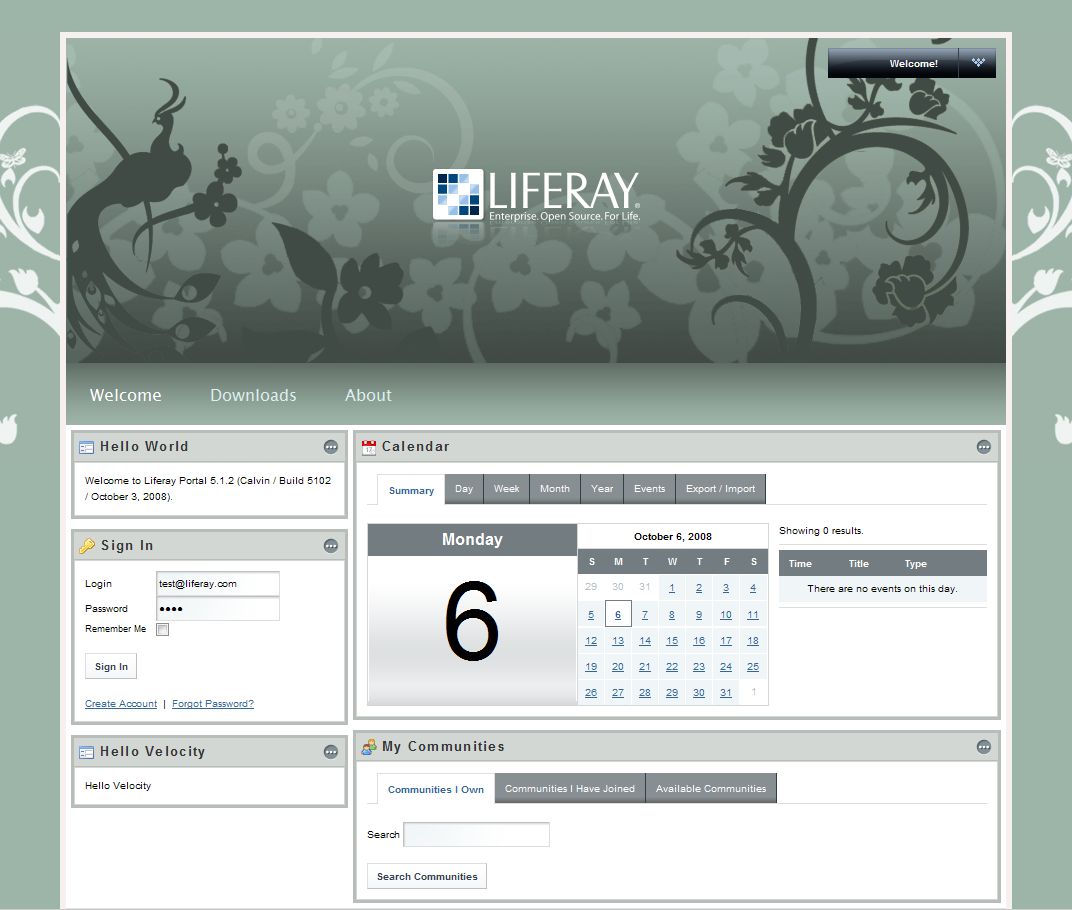 Welcome!
LIFERAY®
Enterprise. Open Source. For Life.
Welcome Downloads About
Hello World
Welcome to Liferay Portal 5.1.2 (Calvin / Build 5102
/ October 3, 2008).
Sign In
Login test@liferay.com
Password ••••
Remember Me
Sign In
Create Account | Forgot Password?
Hello Velocity
Hello Velocity
Calendar
Summary Day Week Month Year Events Export / Import
Monday
6
October 6, 2008
S M T W T F S
29 30 31 1 2 3 4
5 6 7 8 9 10 11
12 13 14 15 16 17 18
19 20 21 22 23 24 25
26 27 28 29 30 31 1
Showing 0 results.
Time Title Type
There are no events on this day.
My Communities
Communities I Own Communities I Have Joined Available Communities
Search
Search Communities